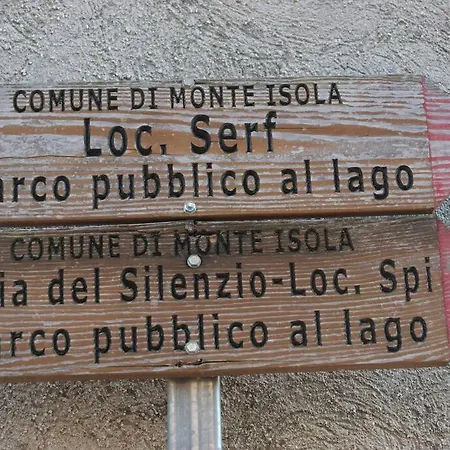 COMUNE DI MONTE ISOLA
Loc. Serf
arco pubblico al lago
COMUNE DI MONTE ISOLA
ia del Silenzio-Loc. Spi
arco pubblico al lago